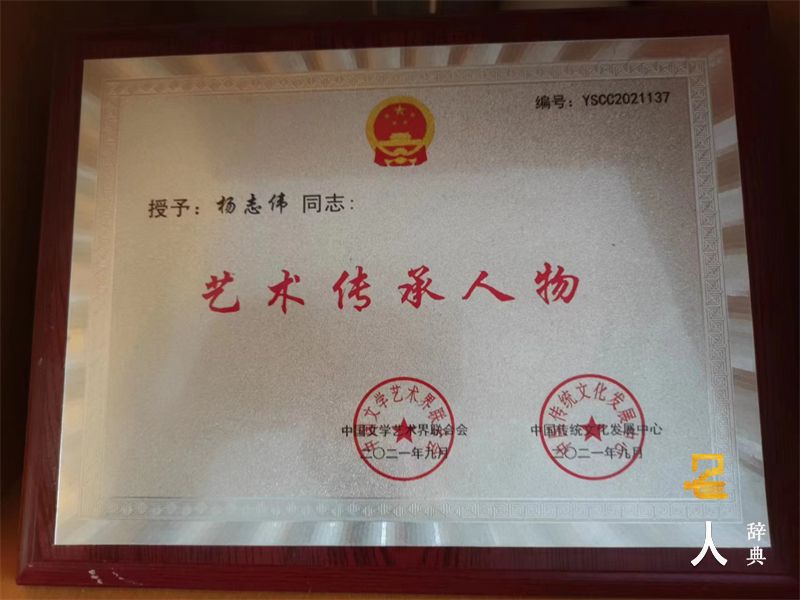 编号：YSCC2021137
授予：杨志伟 同志：
艺术传承人物
中国文学艺术界联会会
二〇二一年九月
中国传统文化发展中心
二〇二一年九月
人
辞典